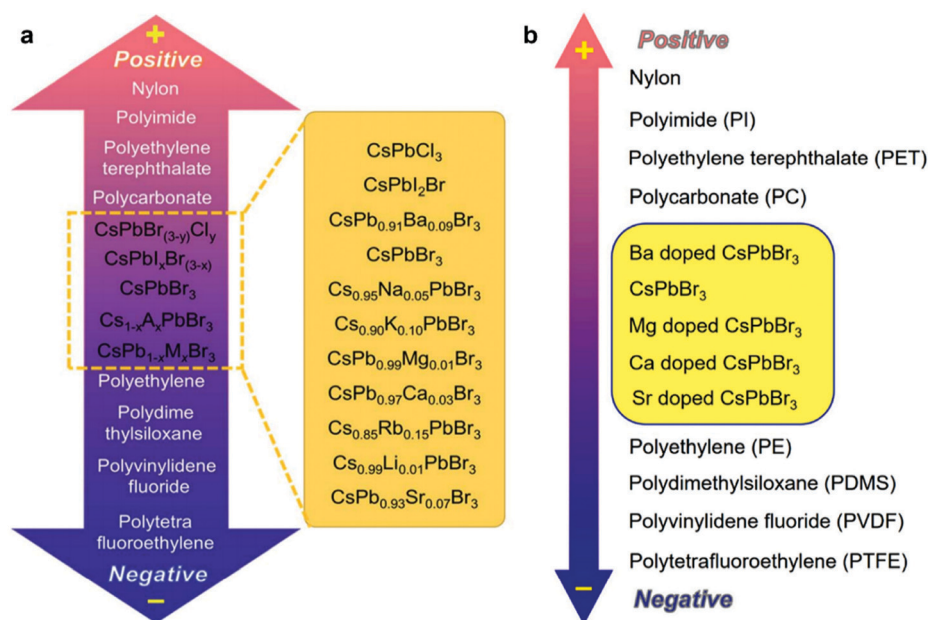 a
+
Positive
Nylon
Polyimide
Polyethylene
terephthalate
Polycarbonate
CsPbBr₍₃₋y₎Cly
CsPbIₓBr₍₃₋ₓ₎
CsPbBr₃
Cs₁₋ₓAₓPbBr₃
CsPb₁₋ₓMₓBr₃
Polyethylene
Polydime
thylsiloxane
Polyvinylidene
fluoride
Polytetra
fluoroethylene
Negative
−
CsPbCl₃
CsPbI₂Br
CsPb₀.₉₁Ba₀.₀₉Br₃
CsPbBr₃
Cs₀.₉₅Na₀.₀₅PbBr₃
Cs₀.₉₀K₀.₁₀PbBr₃
CsPb₀.₉₉Mg₀.₀₁Br₃
CsPb₀.₉₇Ca₀.₀₃Br₃
Cs₀.₈₅Rb₀.₁₅PbBr₃
Cs₀.₉₉Li₀.₀₁PbBr₃
CsPb₀.₉₃Sr₀.₀₇Br₃
b
+
Positive
Nylon
Polyimide (PI)
Polyethylene terephthalate (PET)
Polycarbonate (PC)
Ba doped CsPbBr₃
CsPbBr₃
Mg doped CsPbBr₃
Ca doped CsPbBr₃
Sr doped CsPbBr₃
Polyethylene (PE)
Polydimethylsiloxane (PDMS)
Polyvinylidene fluoride (PVDF)
Polytetrafluoroethylene (PTFE)
−
Negative